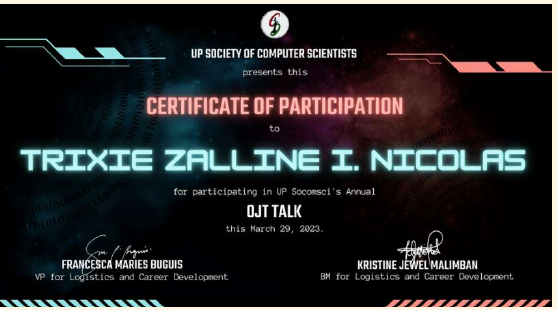 UP SOCIETY OF COMPUTER SCIENTISTS
presents this
CERTIFICATE OF PARTICIPATION
to
TRIXIE ZALLINE I. NICOLAS
for participating in UP Socomsci's Annual
OJT TALK
this March 29, 2023.
FRANCESCA MARIES BUGUIS
VP for Logistics and Career Development
KRISTINE JEWEL MALIMBAN
BM for Logistics and Career Development